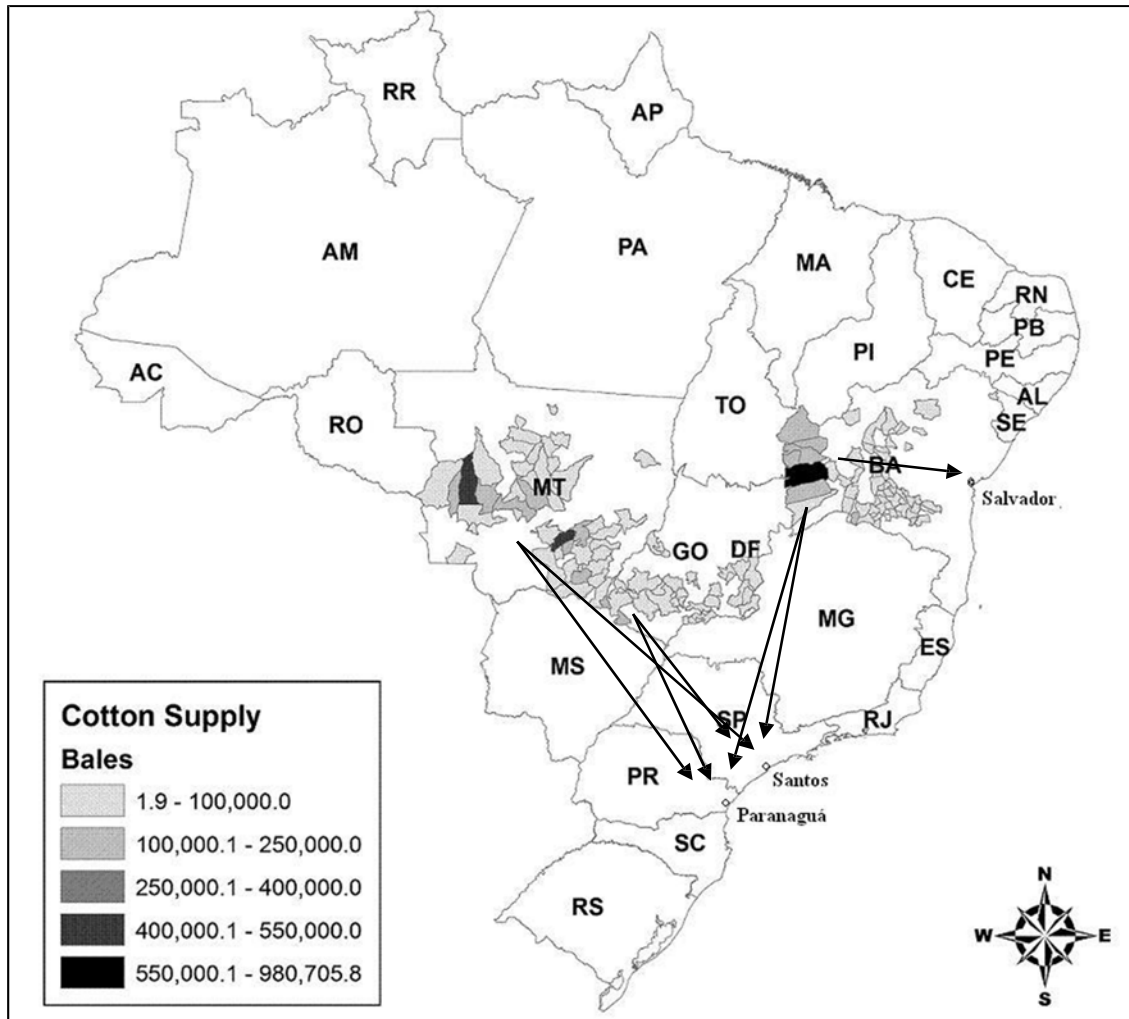 RR
AP
AM
PA
MA
CE
RN
PB
PI
PE
AC
AL
TO
SE
RO
BA
MT
Salvador
GO
DF
MG
ES
MS
SP
RJ
PR
Santos
Paranaguá
SC
RS
Cotton Supply
Bales
1.9 - 100,000.0
100,000.1 - 250,000.0
250,000.1 - 400,000.0
400,000.1 - 550,000.0
550,000.1 - 980,705.8
N
W
E
S